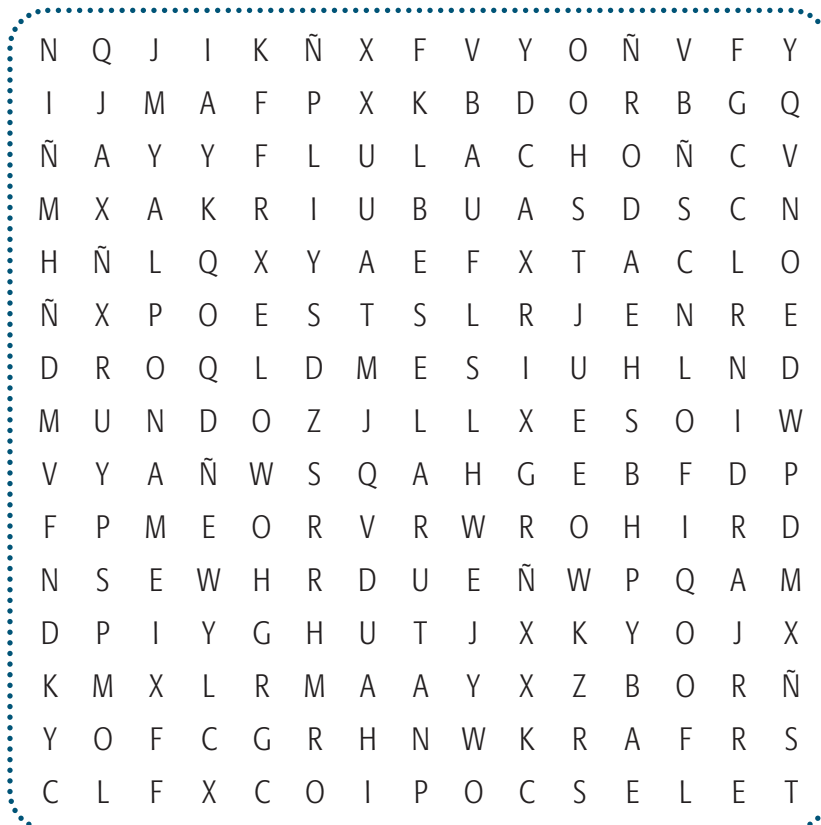 N Q J I K Ñ X F V Y O Ñ V F Y
I J M A F P X K B D O R B G Q
Ñ A Y Y F L U L A C H O Ñ C V
M X A K R I U B U A S D S C N
H Ñ L Q X Y A E F X T A C L O
Ñ X P O E S T S L R J E N R E
D R O Q L D M E S I U H L N D
M U N D O Z J L L X E S O I W
V Y A Ñ W S Q A H G E B F D P
F P M E O R V R W R O H I R D
N S E W H R D U E Ñ W P Q A M
D P I Y G H U T J X K Y O J X
K M X L R M A A Y X Z B O R Ñ
Y O F C G R H N W K R A F R S
C L F X C O I P O C S E L E T